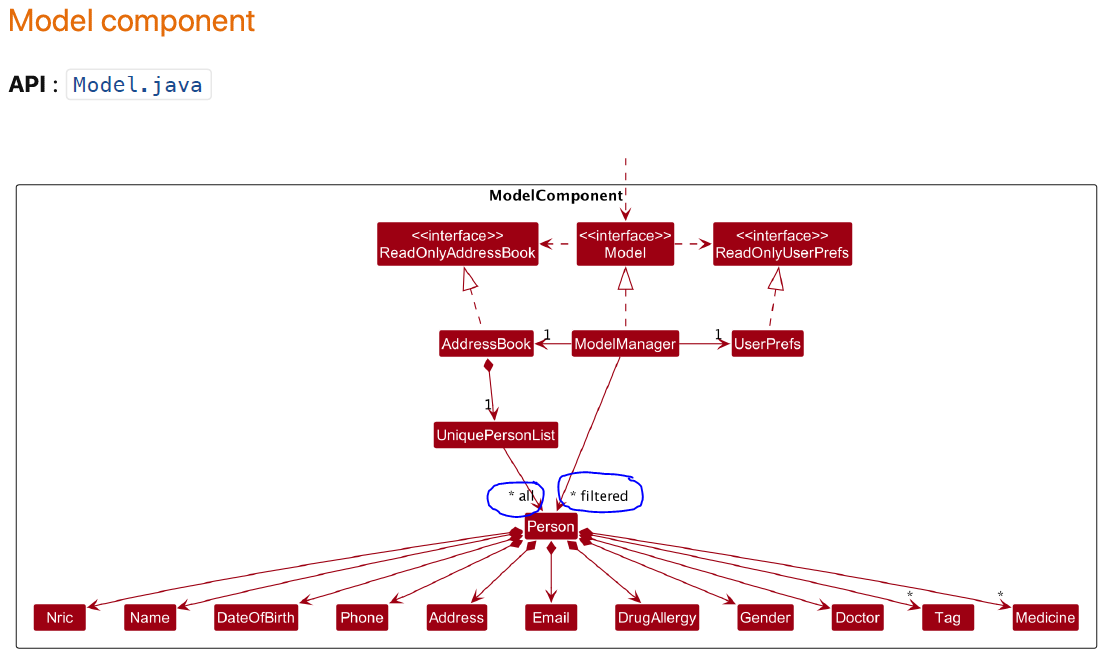 Model component
API : Model.java
ModelComponent
<<interface>>
ReadOnlyAddressBook
<<interface>>
Model
<<interface>>
ReadOnlyUserPrefs
AddressBook
1
ModelManager
1
UserPrefs
1
UniquePersonList
* all
* filtered
Person
*
*
Nric
Name
DateOfBirth
Phone
Address
Email
DrugAllergy
Gender
Doctor
Tag
Medicine